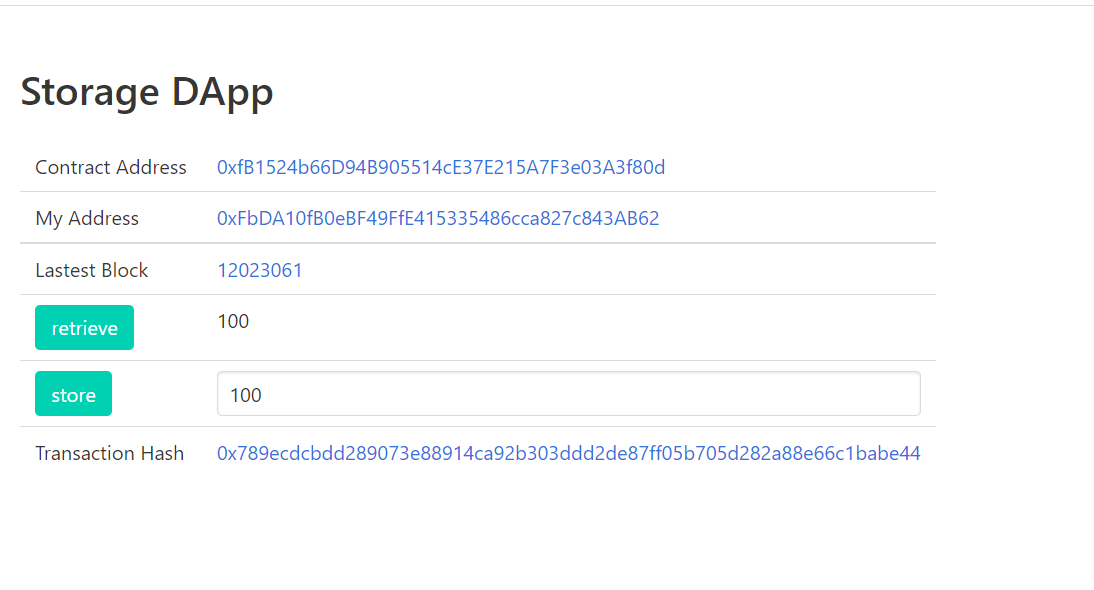 Storage DApp
Contract Address 0xfB1524b66D94B905514cE37E215A7F3e03A3f80d
My Address 0xFbDA10fB0eBF49FfE415335486cca827c843AB62
Lastest Block 12023061
retrieve 100
store 100
Transaction Hash 0x789ecdcbdd289073e88914ca92b303ddd2de87ff05b705d282a88e66c1babe44